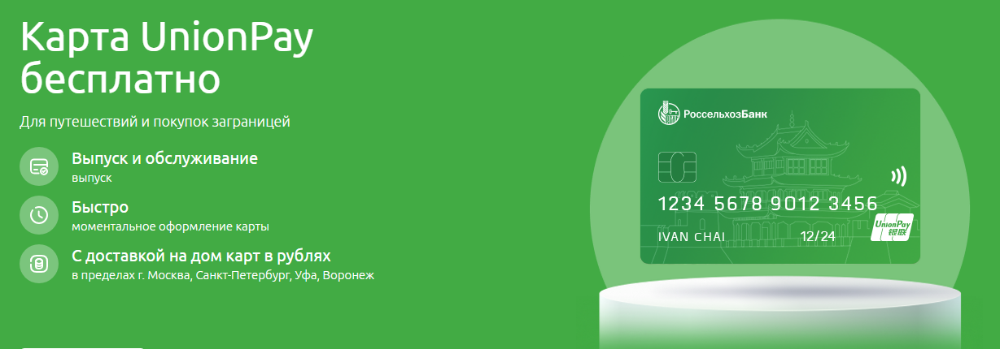 Карта UnionPay
бесплатно
Для путешествий и покупок заграницей
Выпуск и обслуживание
выпуск
Быстро
моментальное оформление карты
С доставкой на дом карт в рублях
в пределах г. Москва, Санкт-Петербург, Уфа, Воронеж
РоссельхозБанк
1234 5678 9012 3456
IVAN CHAI 12/24
UnionPay
银联